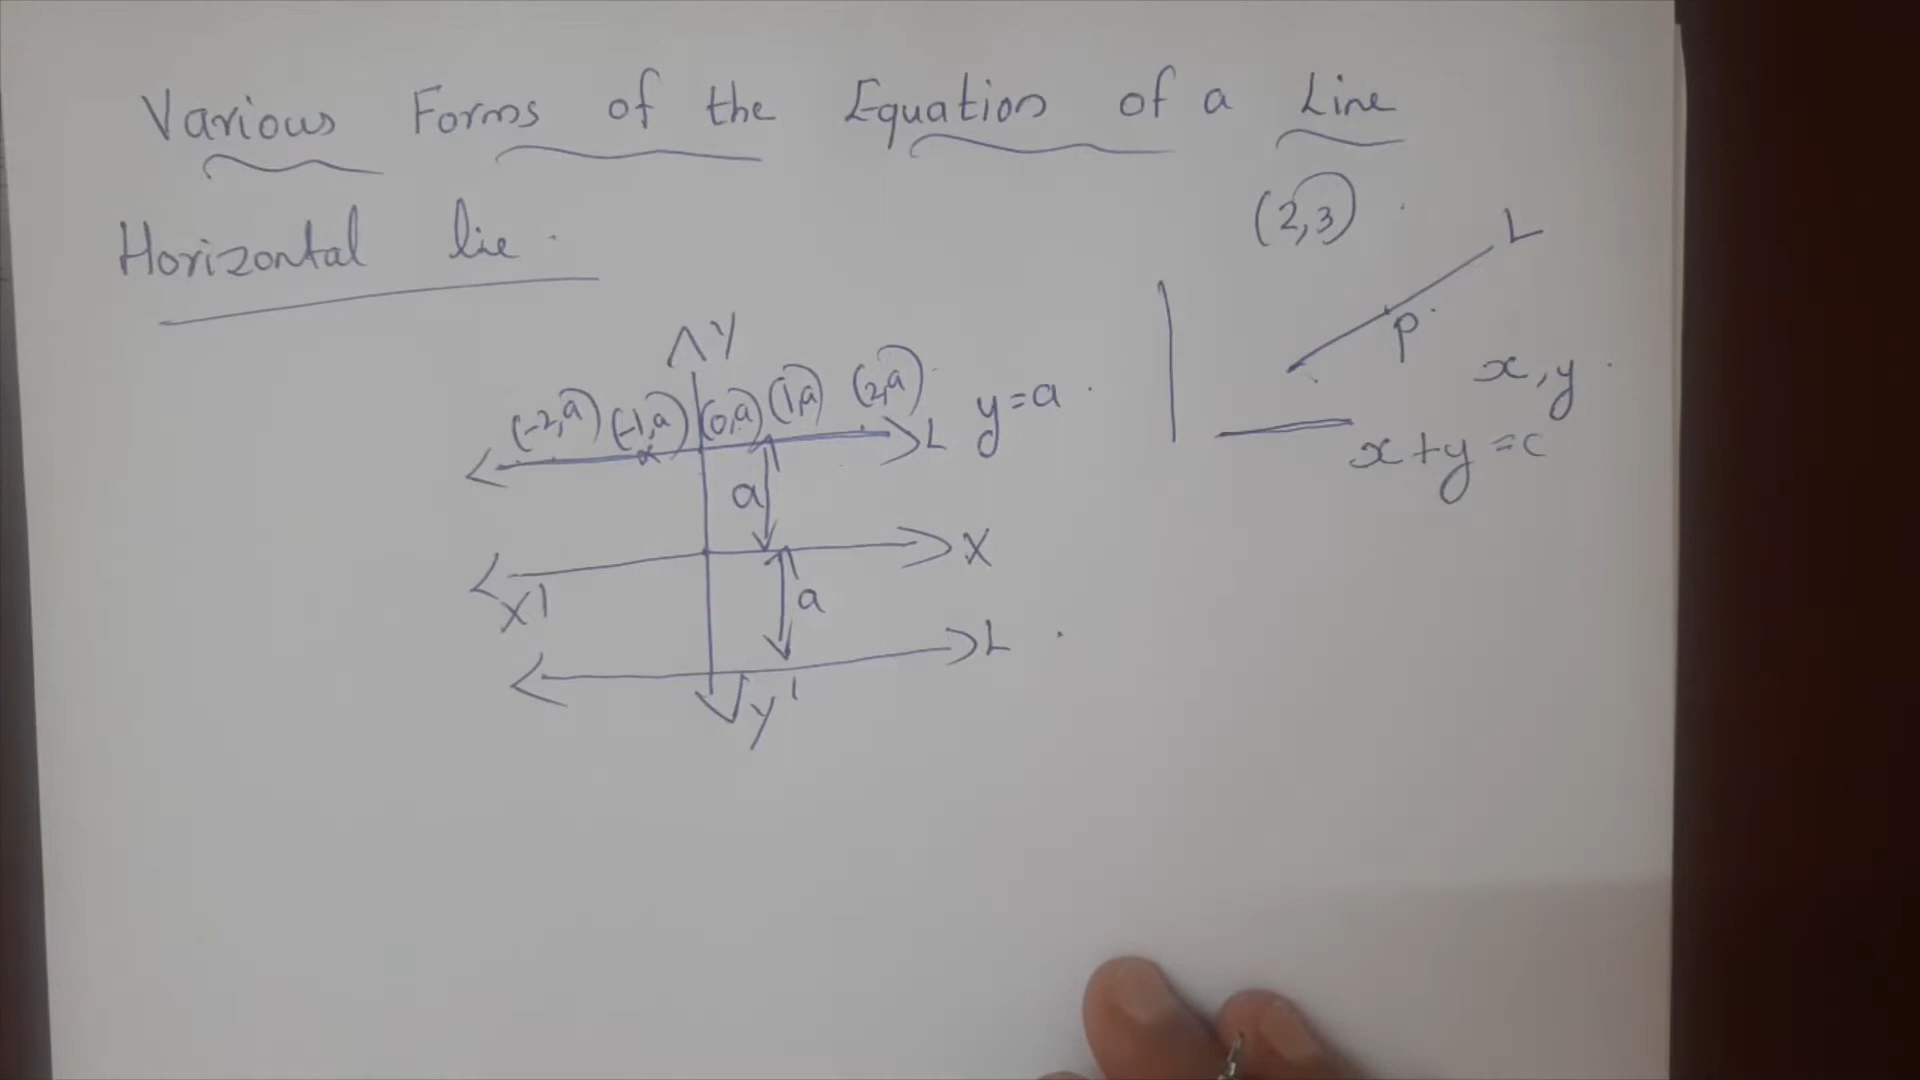 Various Forms of the Equation of a Line
Horizontal lie.
(2,3)
L
P
x, y
x+y=c
Y
(-2,a) (-1,a) (0,a) (1,a) (2,a)
L y=a
a
X
X'
a
L
Y'